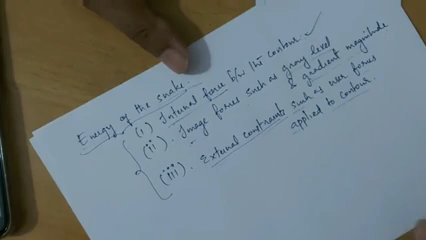 Energy of the snake.
(i) Internal force b/w the contour. ✓
(ii). Image forces such as gray level
& gradient magnitude
(iii). External constraints such as user forces
applied to contour.